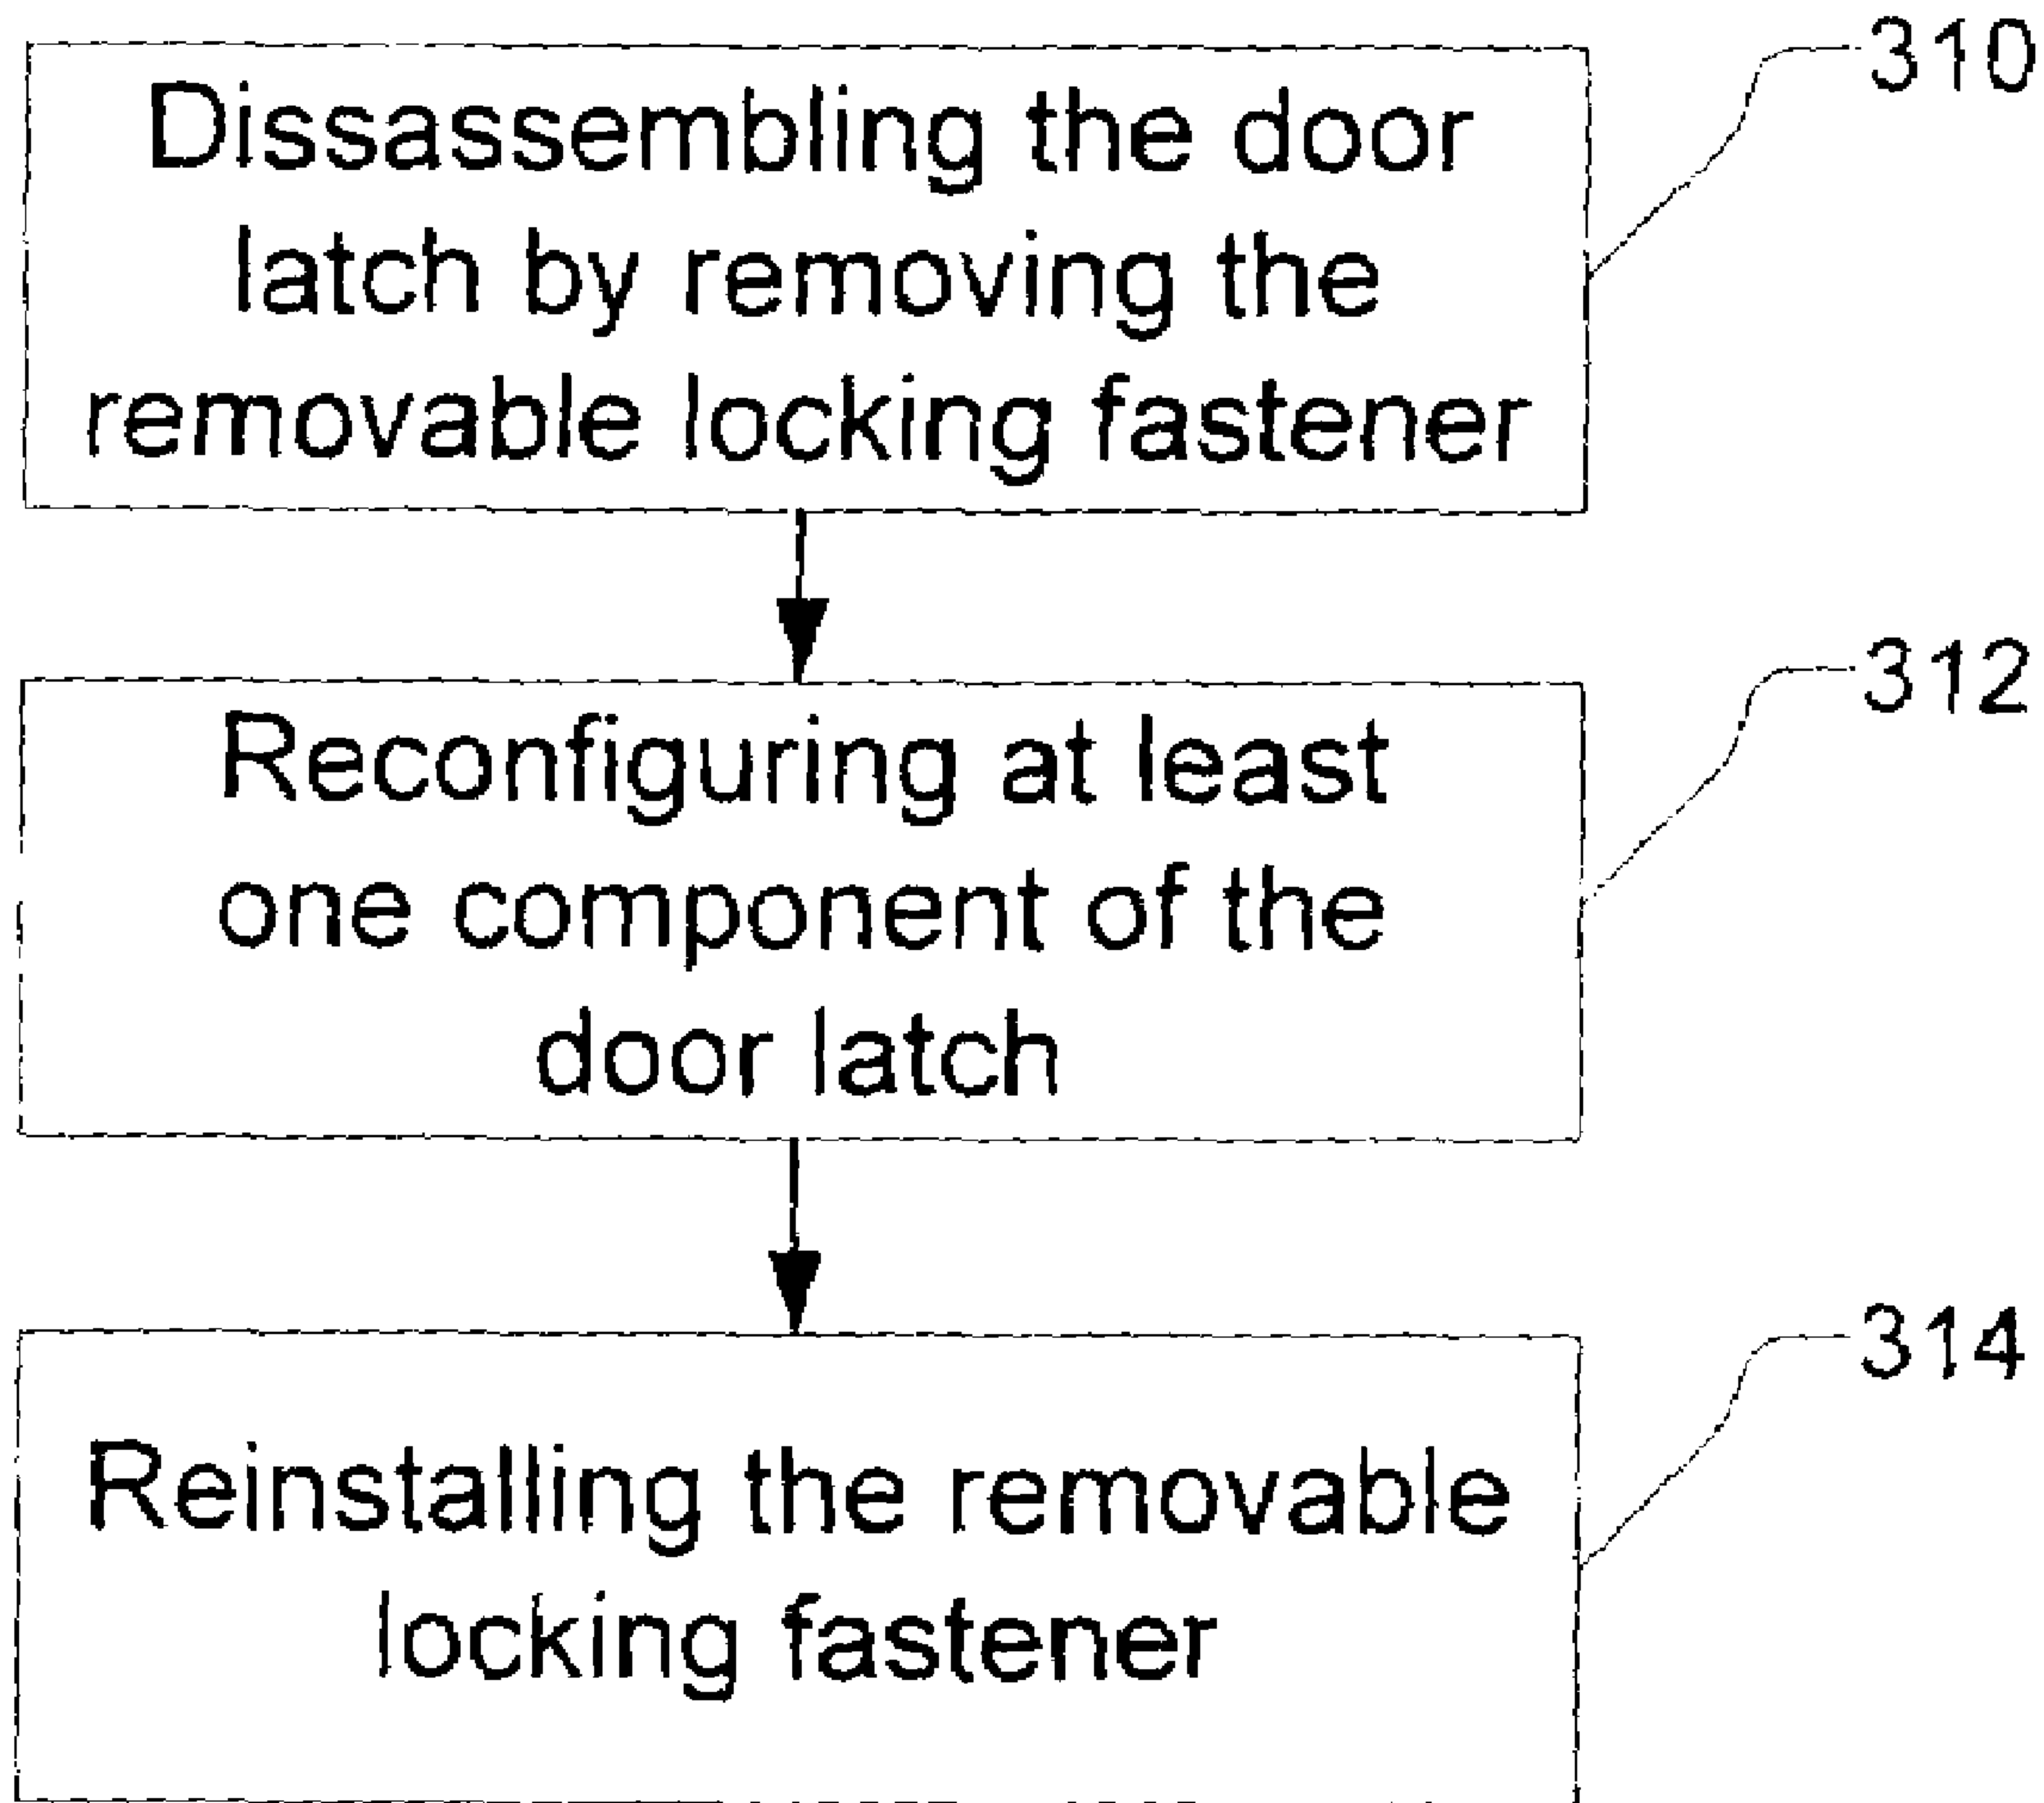 310
Dissassembling the door
latch by removing the
removable locking fastener
312
Reconfiguring at least
one component of the
door latch
314
Reinstalling the removable
locking fastener